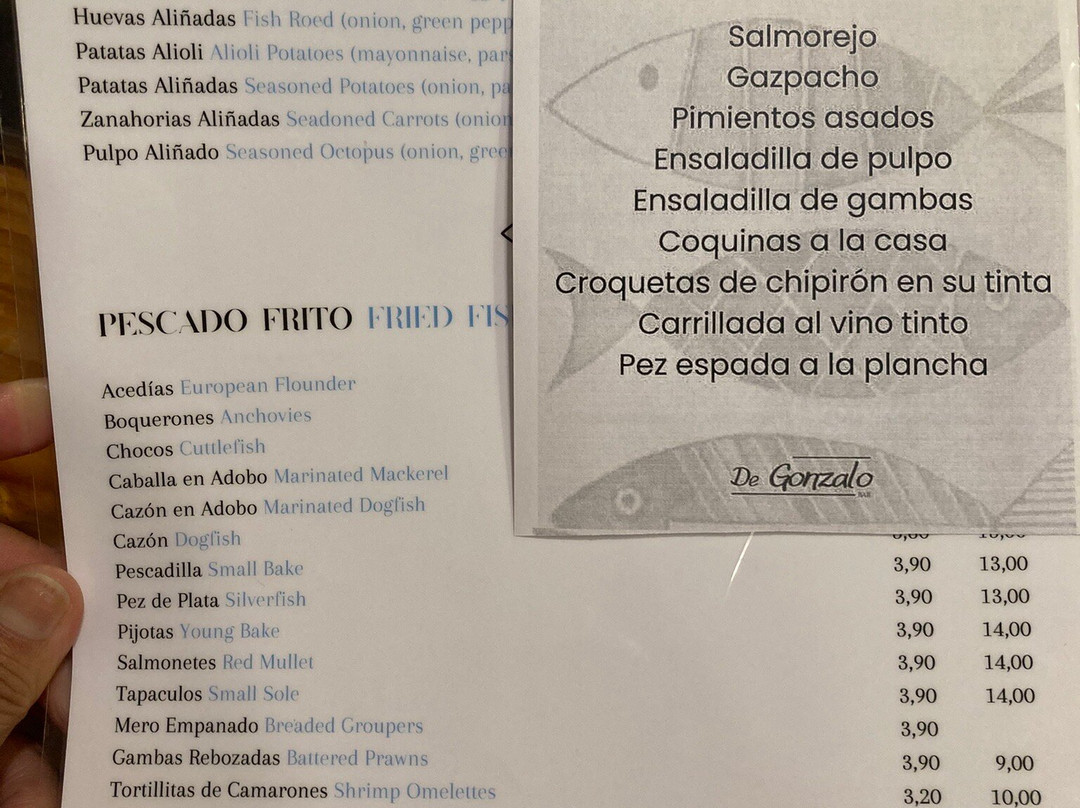 Huevas Aliñadas Fish Roed (onion, green pepp
Patatas Alioli Alioli Potatoes (mayonnaise, par
Patatas Aliñadas Seasoned Potatoes (onion, pa
Zanahorias Aliñadas Seadoned Carrots (onion
Pulpo Aliñado Seasoned Octopus (onion, gree
Salmorejo
Gazpacho
Pimientos asados
Ensaladilla de pulpo
Ensaladilla de gambas
Coquinas a la casa
Croquetas de chipirón en su tinta
Carrillada al vino tinto
Pez espada a la plancha
De Gonzalo
BAR
PESCADO FRITO FRIED FIS
Acedías European Flounder
Boquerones Anchovies
Chocos Cuttlefish
Caballa en Adobo Marinated Mackerel
Cazón en Adobo Marinated Dogfish
Cazón Dogfish
Pescadilla Small Bake 3,90 13,00
Pez de Plata Silverfish 3,90 13,00
Pijotas Young Bake 3,90 14,00
Salmonetes Red Mullet 3,90 14,00
Tapaculos Small Sole 3,90 14,00
Mero Empanado Breaded Groupers 3,90
Gambas Rebozadas Battered Prawns 3,90 9,00
Tortillitas de Camarones Shrimp Omelettes 3,20 10,00